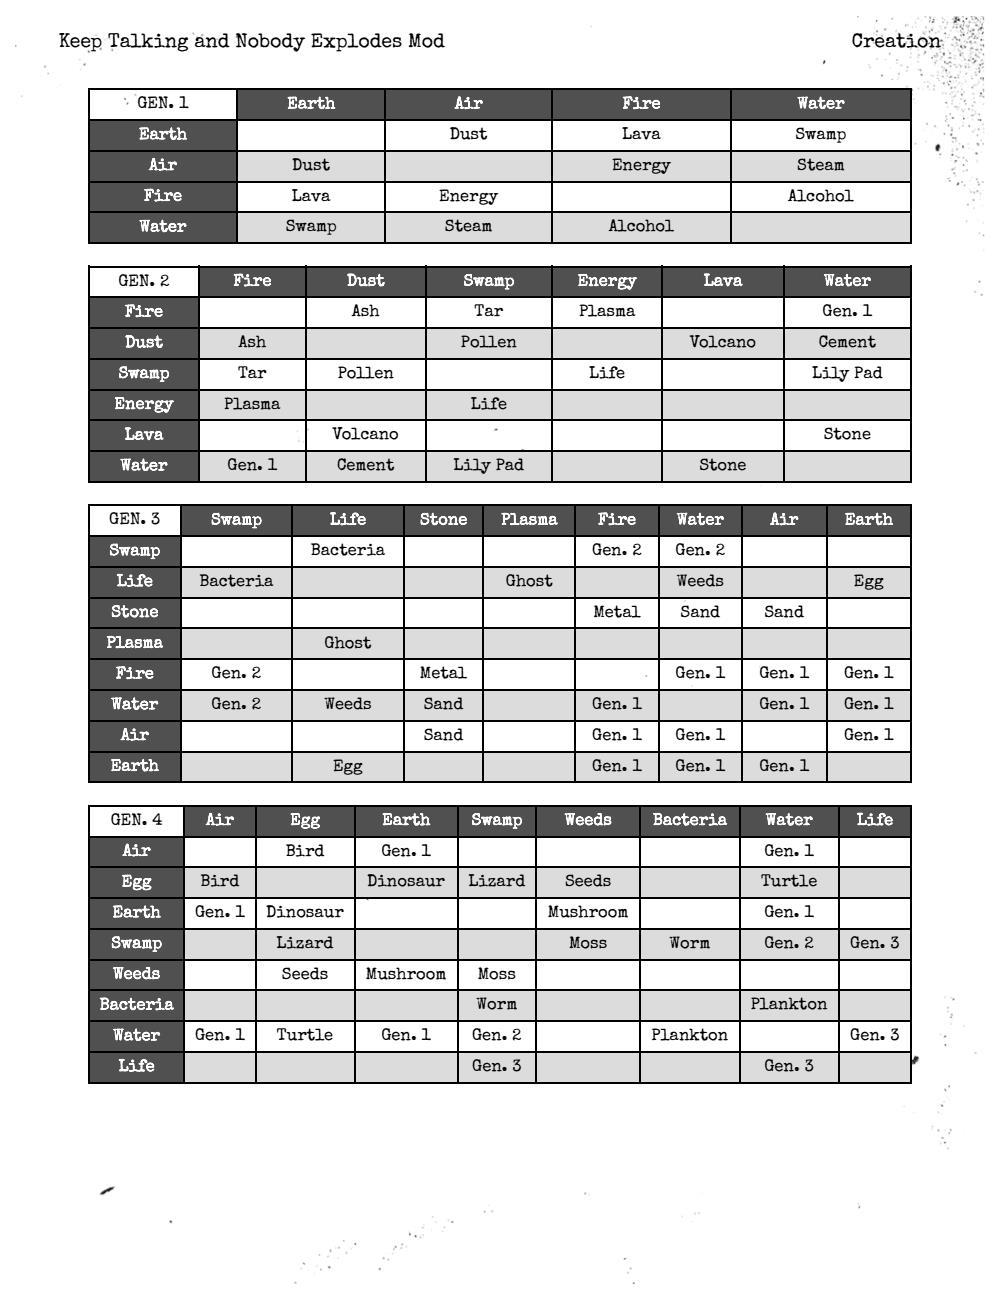 Keep Talking and Nobody Explodes Mod Creation
GEN. 1 Earth Air Fire Water
Earth Dust Lava Swamp
Air Dust Energy Steam
Fire Lava Energy Alcohol
Water Swamp Steam Alcohol
GEN. 2 Fire Dust Swamp Energy Lava Water
Fire Ash Tar Plasma Gen. 1
Dust Ash Pollen Volcano Cement
Swamp Tar Pollen Life Lily Pad
Energy Plasma Life
Lava Volcano Stone
Water Gen. 1 Cement Lily Pad Stone
GEN. 3 Swamp Life Stone Plasma Fire Water Air Earth
Swamp Bacteria Gen. 2 Gen. 2
Life Bacteria Ghost Weeds Egg
Stone Metal Sand Sand
Plasma Ghost
Fire Gen. 2 Metal Gen. 1 Gen. 1 Gen. 1
Water Gen. 2 Weeds Sand Gen. 1 Gen. 1 Gen. 1
Air Sand Gen. 1 Gen. 1 Gen. 1
Earth Egg Gen. 1 Gen. 1 Gen. 1
GEN. 4 Air Egg Earth Swamp Weeds Bacteria Water Life
Air Bird Gen. 1 Gen. 1
Egg Bird Dinosaur Lizard Seeds Turtle
Earth Gen. 1 Dinosaur Mushroom Gen. 1
Swamp Lizard Moss Worm Gen. 2 Gen. 3
Weeds Seeds Mushroom Moss
Bacteria Worm Plankton
Water Gen. 1 Turtle Gen. 1 Gen. 2 Plankton Gen. 3
Life Gen. 3 Gen. 3